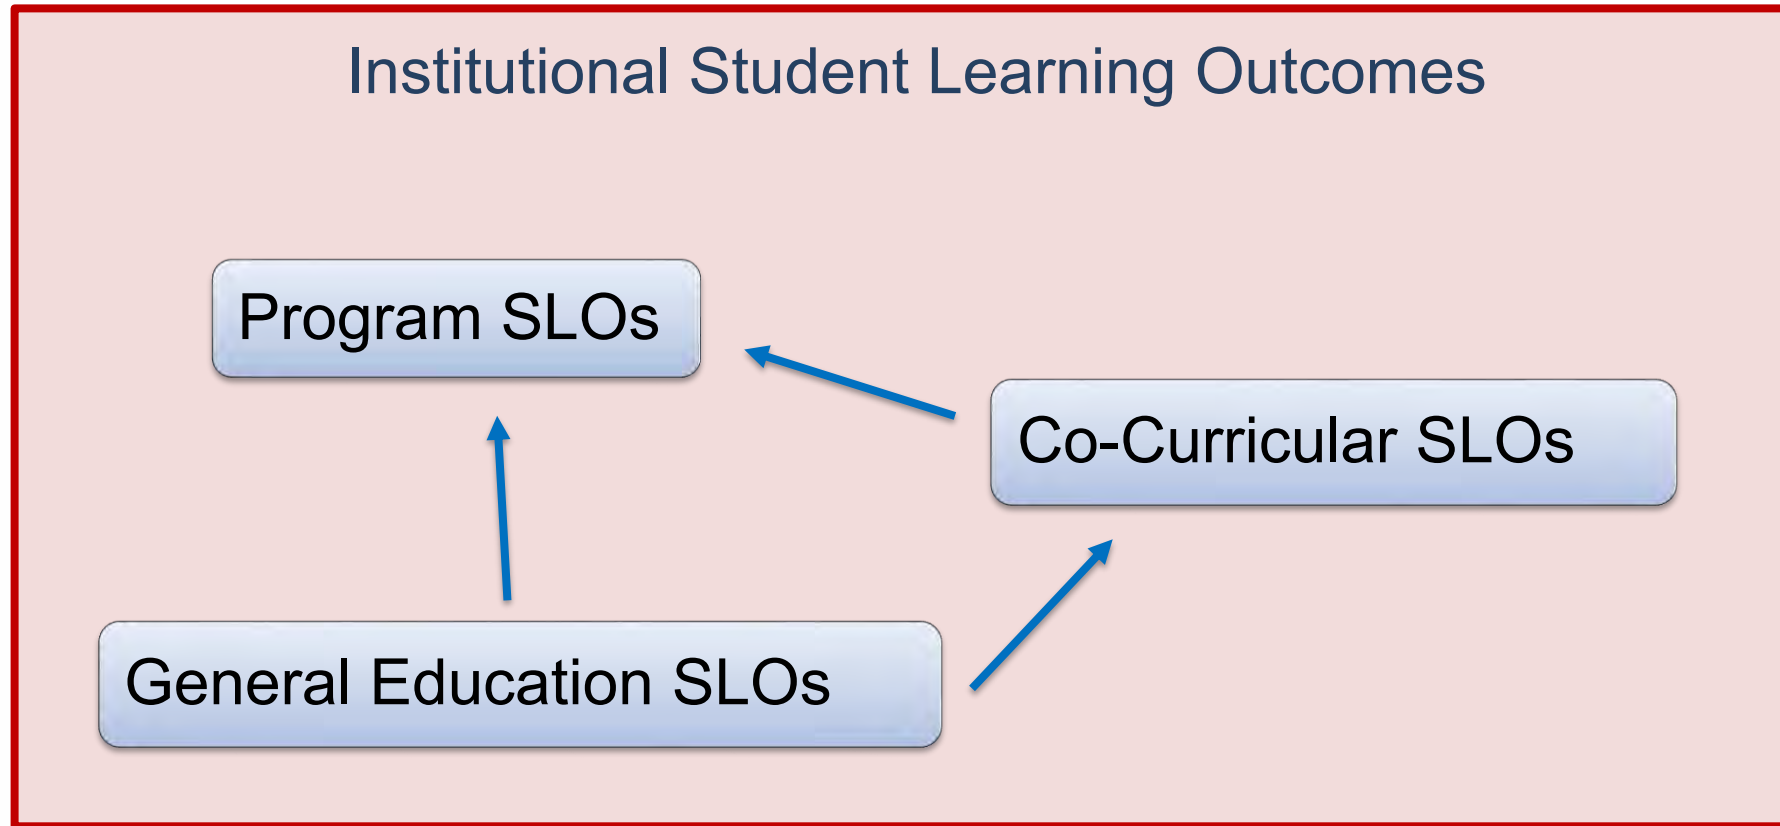 Institutional Student Learning Outcomes
Program SLOs
Co-Curricular SLOs
General Education SLOs